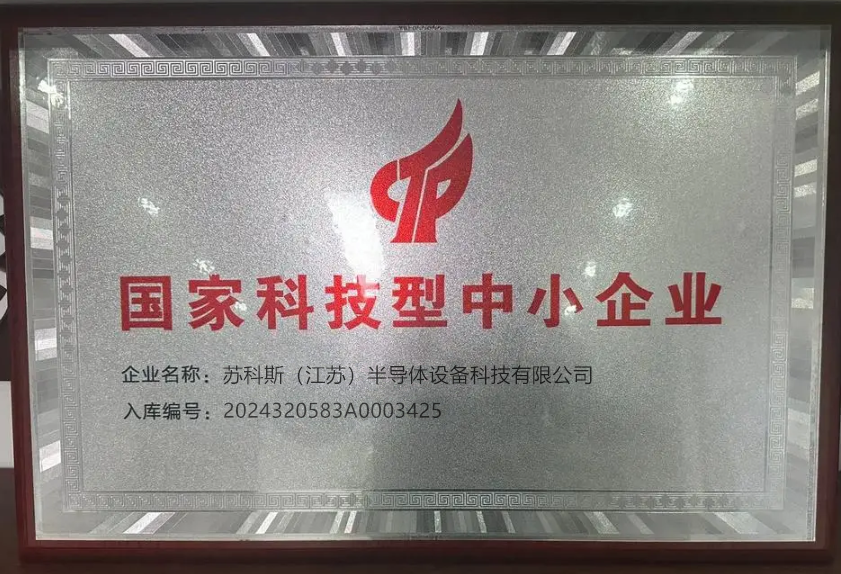 国家科技型中小企业
企业名称：苏科斯（江苏）半导体设备科技有限公司
入库编号：2024320583A0003425